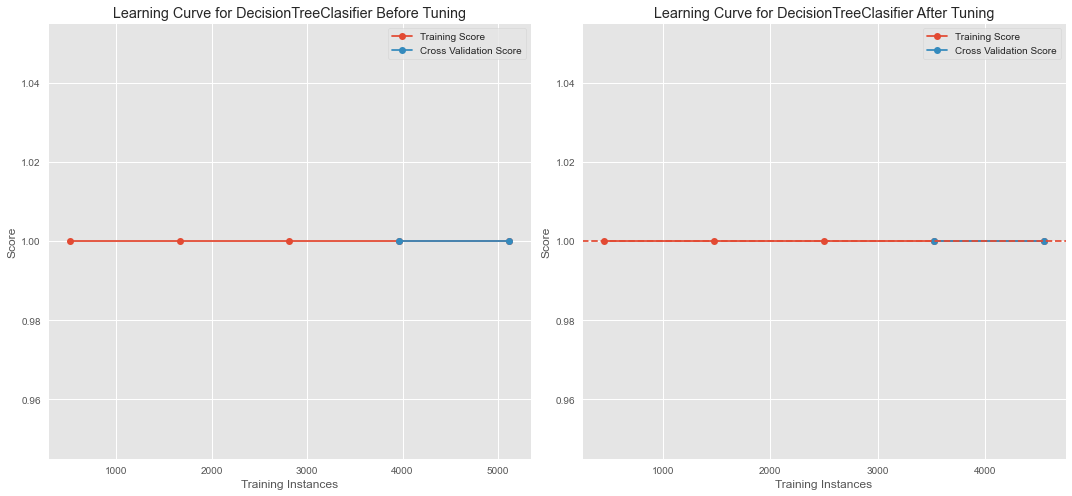 Learning Curve for DecisionTreeClasifier Before Tuning
Training Score
Cross Validation Score
1.04
1.02
1.00
0.98
0.96
Score
1000 2000 3000 4000 5000
Training Instances
Learning Curve for DecisionTreeClasifier After Tuning
Training Score
Cross Validation Score
1.04
1.02
1.00
0.98
0.96
Score
1000 2000 3000 4000
Training Instances